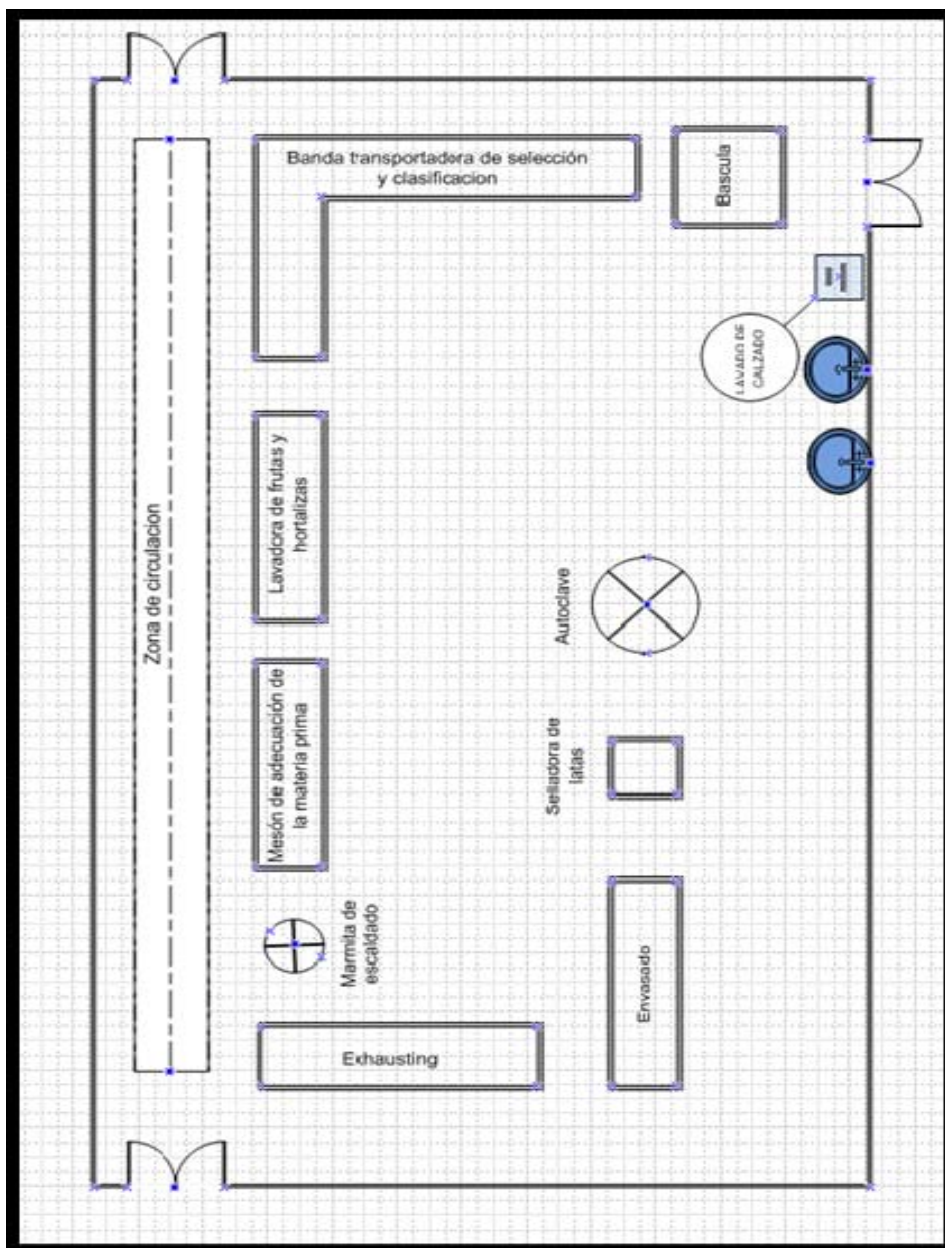 Banda transportadora de selección
y clasificacion
Bascula
LAVADO DE
CALZADO
Lavadora de frutas y
hortalizas
Zona de circulacion
Autoclave
Mesón de adecuación de
la materia prima
Selladora de
latas
Marmita de
escaldado
Envasado
Exhausting